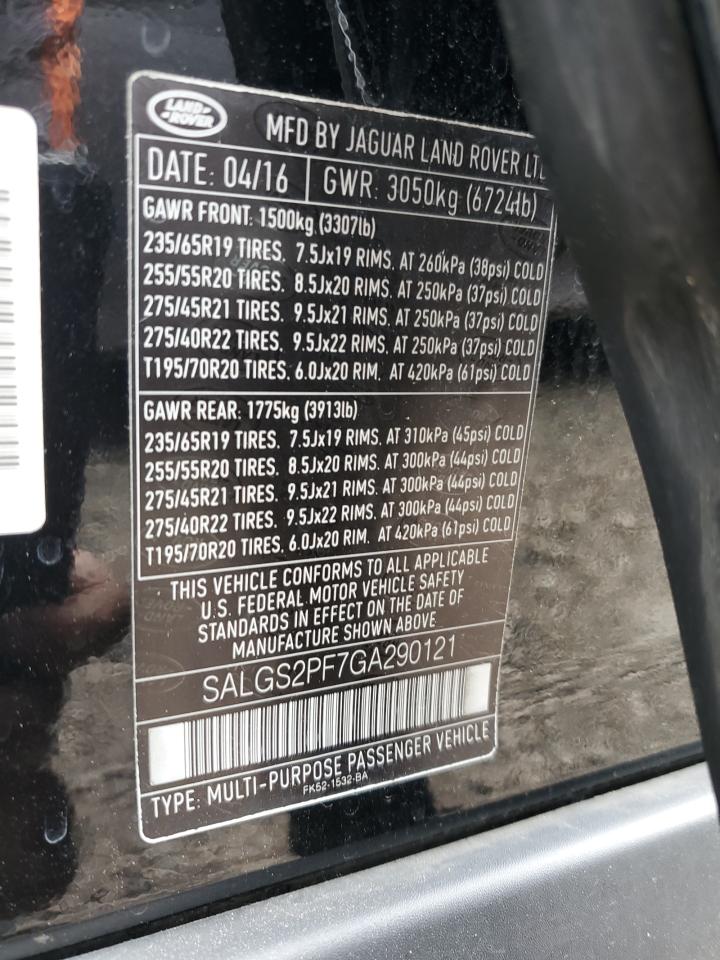 LAND
ROVER
MFD BY JAGUAR LAND ROVER
DATE: 04/16 GWR: 3050kg (6724lb)
GAWR FRONT: 1500kg (3307lb)
235/65R19 TIRES, 7.5Jx19 RIMS, AT 260kPa (38psi) COLD
255/55R20 TIRES, 8.5Jx20 RIMS, AT 250kPa (37psi) COLD
275/45R21 TIRES, 9.5Jx21 RIMS, AT 250kPa (37psi) COLD
275/40R22 TIRES, 9.5Jx22 RIMS, AT 250kPa (37psi) COLD
T195/70R20 TIRES, 6.0Jx20 RIM, AT 420kPa (61psi) COLD
GAWR REAR: 1775kg (3913lb)
235/65R19 TIRES, 7.5Jx19 RIMS, AT 310kPa (45psi) COLD
255/55R20 TIRES, 8.5Jx20 RIMS, AT 300kPa (44psi) COLD
275/45R21 TIRES, 9.5Jx21 RIMS, AT 300kPa (44psi) COLD
275/40R22 TIRES, 9.5Jx22 RIMS, AT 300kPa (44psi) COLD
T195/70R20 TIRES, 6.0Jx20 RIM, AT 420kPa (61psi) COLD
THIS VEHICLE CONFORMS TO ALL APPLICABLE
U.S. FEDERAL MOTOR VEHICLE SAFETY
STANDARDS IN EFFECT ON THE DATE OF
MANUFACTURE SHOWN ABOVE
SALGS2PF7GA290121
TYPE: MULTI-PURPOSE PASSENGER VEHICLE
FK52-1532-BA